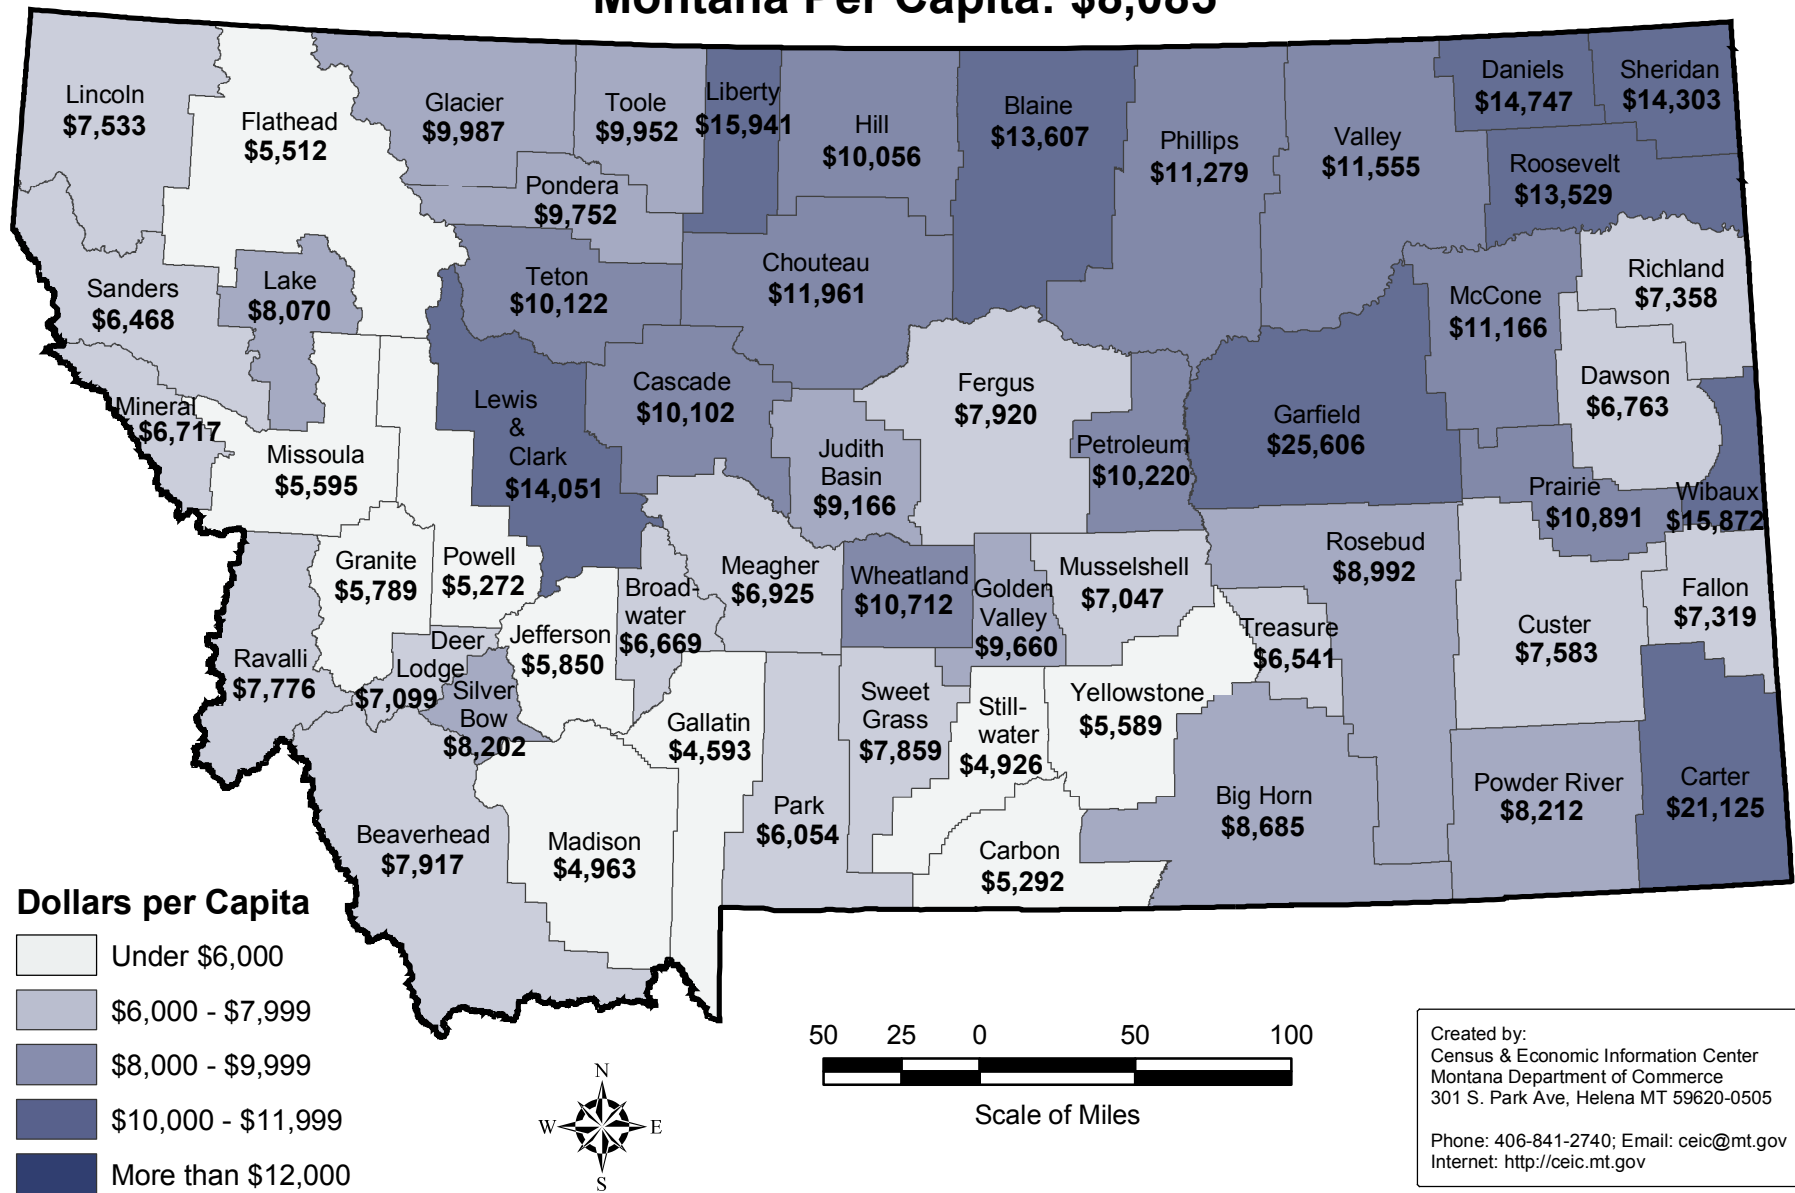 Montana Per Capita: $8,085
Lincoln
$7,533
Flathead
$5,512
Glacier
$9,987
Toole
$9,952
Liberty
$15,941
Hill
$10,056
Blaine
$13,607
Phillips
$11,279
Valley
$11,555
Daniels
$14,747
Sheridan
$14,303
Roosevelt
$13,529
Pondera
$9,752
Sanders
$6,468
Lake
$8,070
Teton
$10,122
Chouteau
$11,961
McCone
$11,166
Richland
$7,358
Mineral
$6,717
Missoula
$5,595
Lewis
&
Clark
$14,051
Cascade
$10,102
Judith
Basin
$9,166
Fergus
$7,920
Petroleum
$10,220
Garfield
$25,606
Dawson
$6,763
Prairie
$10,891
Wibaux
$15,872
Granite
$5,789
Powell
$5,272
Broad-
water
$6,669
Meagher
$6,925
Wheatland
$10,712
Golden
Valley
$9,660
Musselshell
$7,047
Rosebud
$8,992
Treasure
$6,541
Custer
$7,583
Fallon
$7,319
Ravalli
$7,776
Deer
Lodge
$7,099
Silver
Bow
$8,202
Jefferson
$5,850
Gallatin
$4,593
Sweet
Grass
$7,859
Still-
water
$4,926
Yellowstone
$5,589
Beaverhead
$7,917
Madison
$4,963
Park
$6,054
Carbon
$5,292
Big Horn
$8,685
Powder River
$8,212
Carter
$21,125
Dollars per Capita
Under $6,000
$6,000 - $7,999
$8,000 - $9,999
$10,000 - $11,999
More than $12,000
N
W E
S
50 25 0 50 100
Scale of Miles
Created by:
Census & Economic Information Center
Montana Department of Commerce
301 S. Park Ave, Helena MT 59620-0505
Phone: 406-841-2740; Email: ceic@mt.gov
Internet: http://ceic.mt.gov